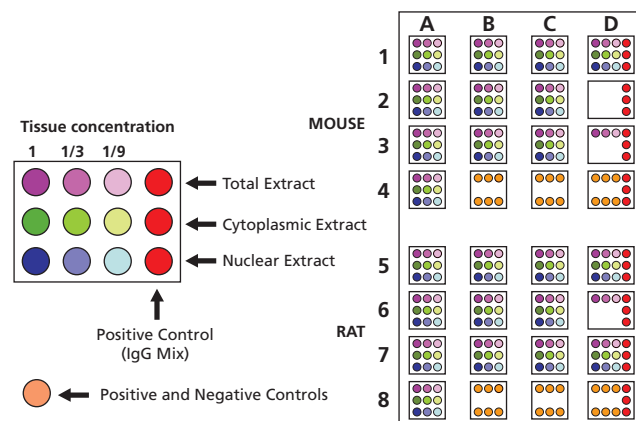 Tissue concentration
1 1/3 1/9
Total Extract
Cytoplasmic Extract
Nuclear Extract
Positive Control
(IgG Mix)
Positive and Negative Controls
A B C D
1
2
MOUSE
3
4
5
6
RAT
7
8